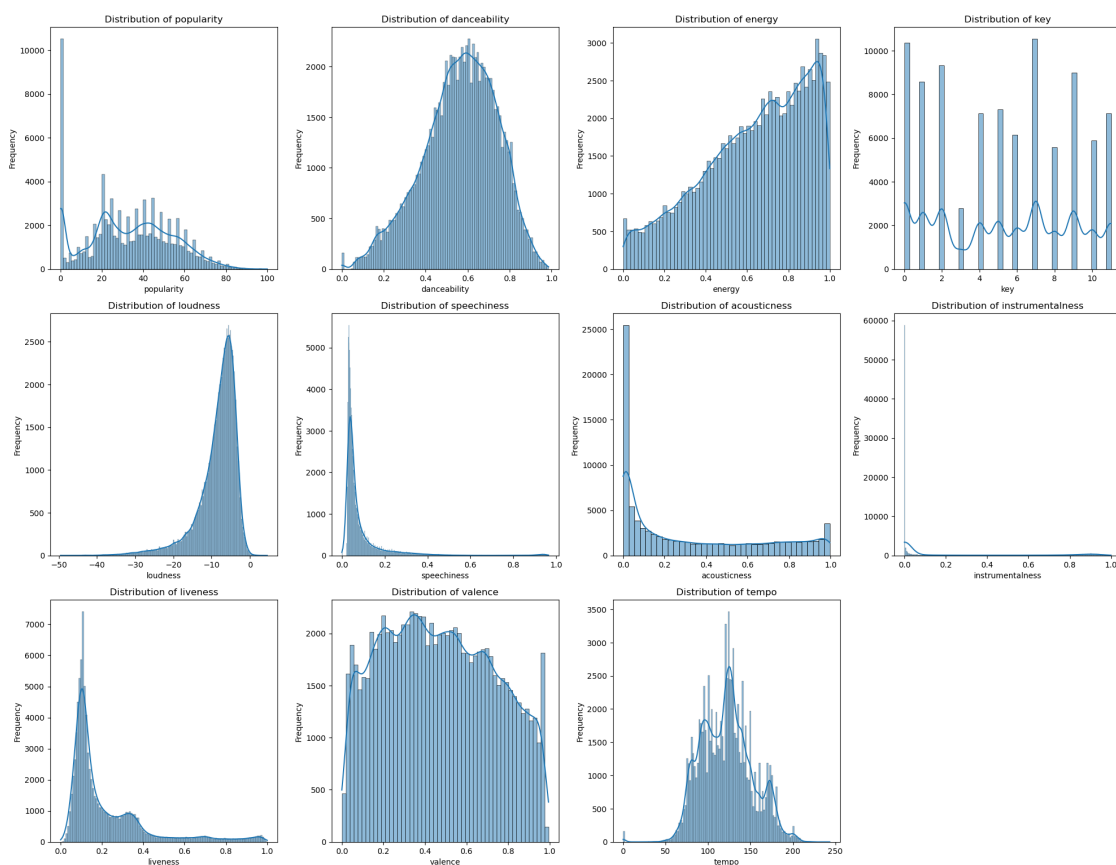 Distribution of popularity
Frequency
10000
8000
6000
4000
2000
0
0 20 40 60 80 100
popularity
Distribution of danceability
Frequency
2000
1500
1000
500
0
0.0 0.2 0.4 0.6 0.8 1.0
danceability
Distribution of energy
Frequency
3000
2500
2000
1500
1000
500
0
0.0 0.2 0.4 0.6 0.8 1.0
energy
Distribution of key
Frequency
10000
8000
6000
4000
2000
0
0 2 4 6 8 10
key
Distribution of loudness
Frequency
2500
2000
1500
1000
500
0
−50 −40 −30 −20 −10 0
loudness
Distribution of speechiness
Frequency
5000
4000
3000
2000
1000
0
0.0 0.2 0.4 0.6 0.8 1.0
speechiness
Distribution of acousticness
Frequency
25000
20000
15000
10000
5000
0
0.0 0.2 0.4 0.6 0.8 1.0
acousticness
Distribution of instrumentalness
Frequency
60000
50000
40000
30000
20000
10000
0
0.0 0.2 0.4 0.6 0.8 1.0
instrumentalness
Distribution of liveness
Frequency
7000
6000
5000
4000
3000
2000
1000
0
0.0 0.2 0.4 0.6 0.8 1.0
liveness
Distribution of valence
Frequency
2000
1500
1000
500
0
0.0 0.2 0.4 0.6 0.8 1.0
valence
Distribution of tempo
Frequency
3500
3000
2500
2000
1500
1000
500
0
0 50 100 150 200 250
tempo